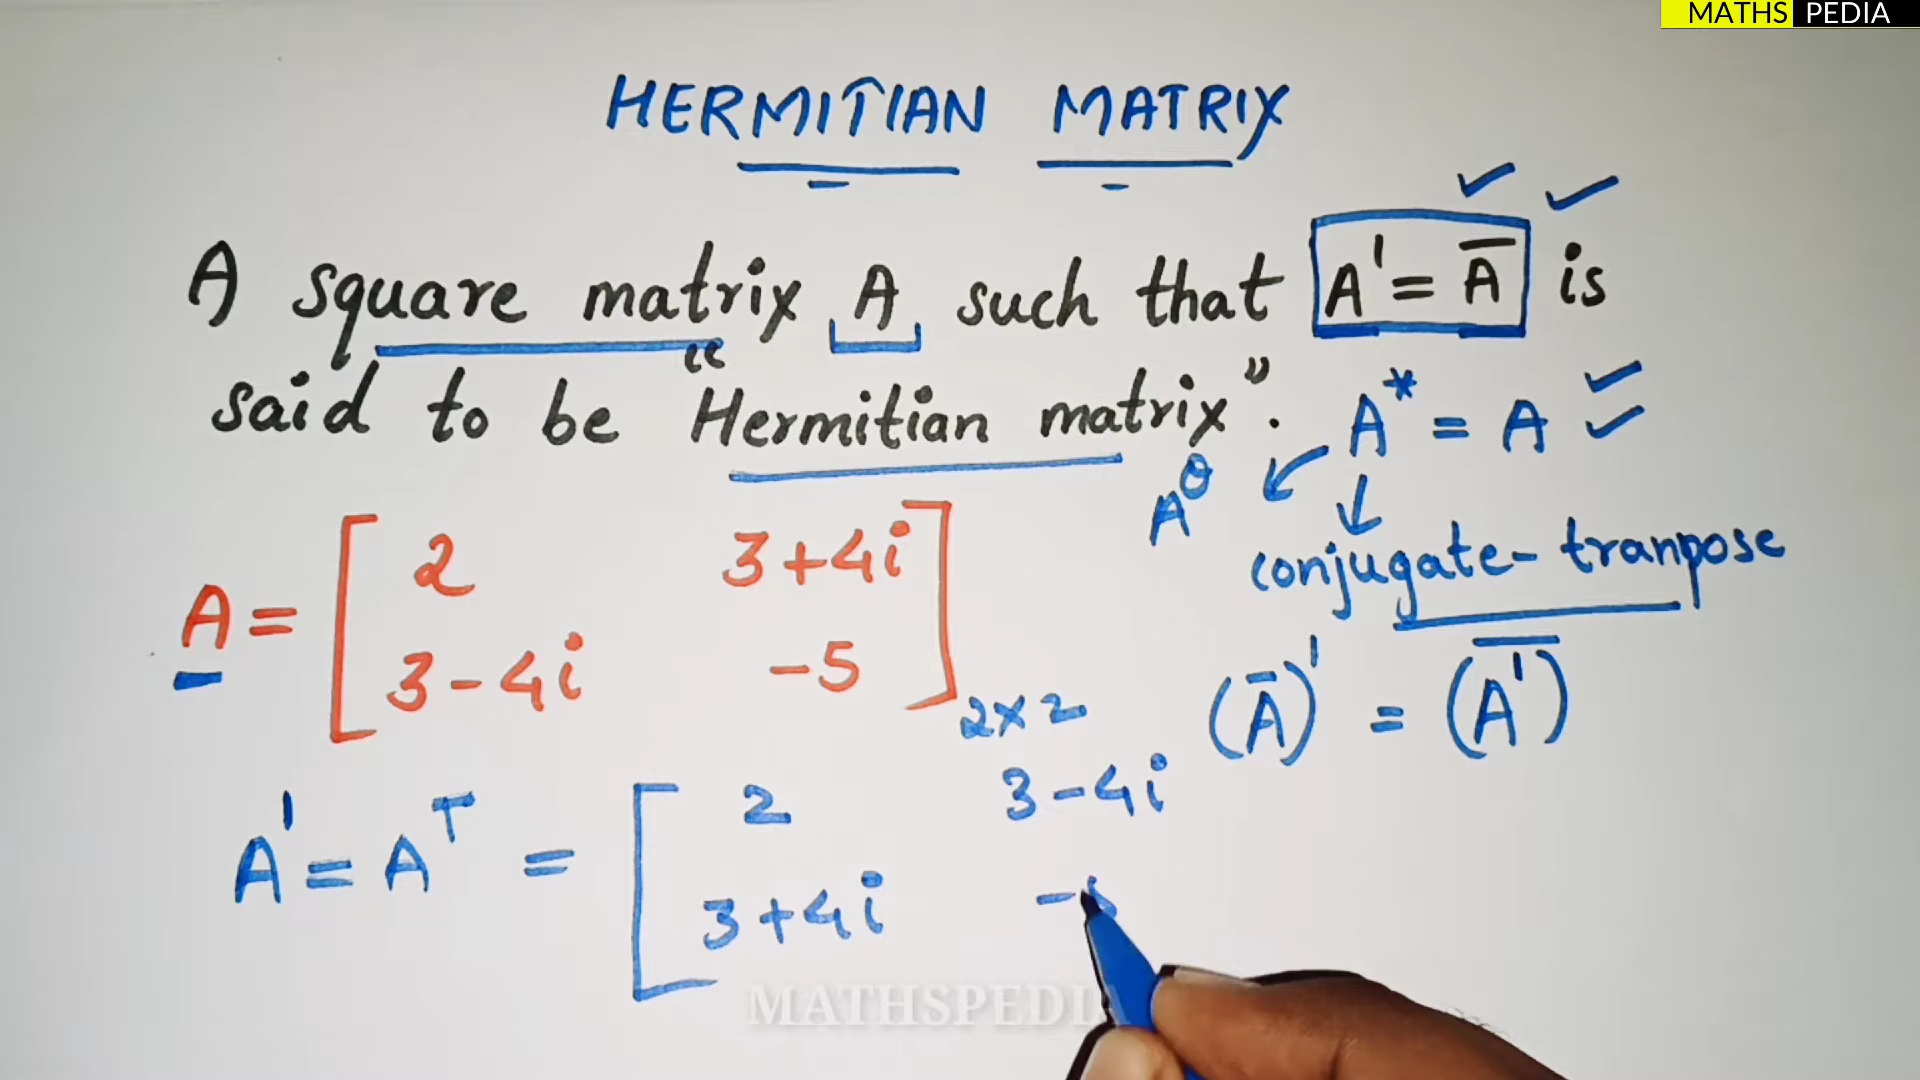 MATHS PEDIA
HERMITIAN MATRIX
A square matrix A such that A' = A̅ is
said to be "Hermitian matrix".
A* = A
A^θ
conjugate-tranpose
A = [ 2 3+4i
3-4i -5 ] 2×2
(A̅)' = (A̅'̅)
A' = A^T = [ 2 3-4i
3+4i -
MATHSPEDIA